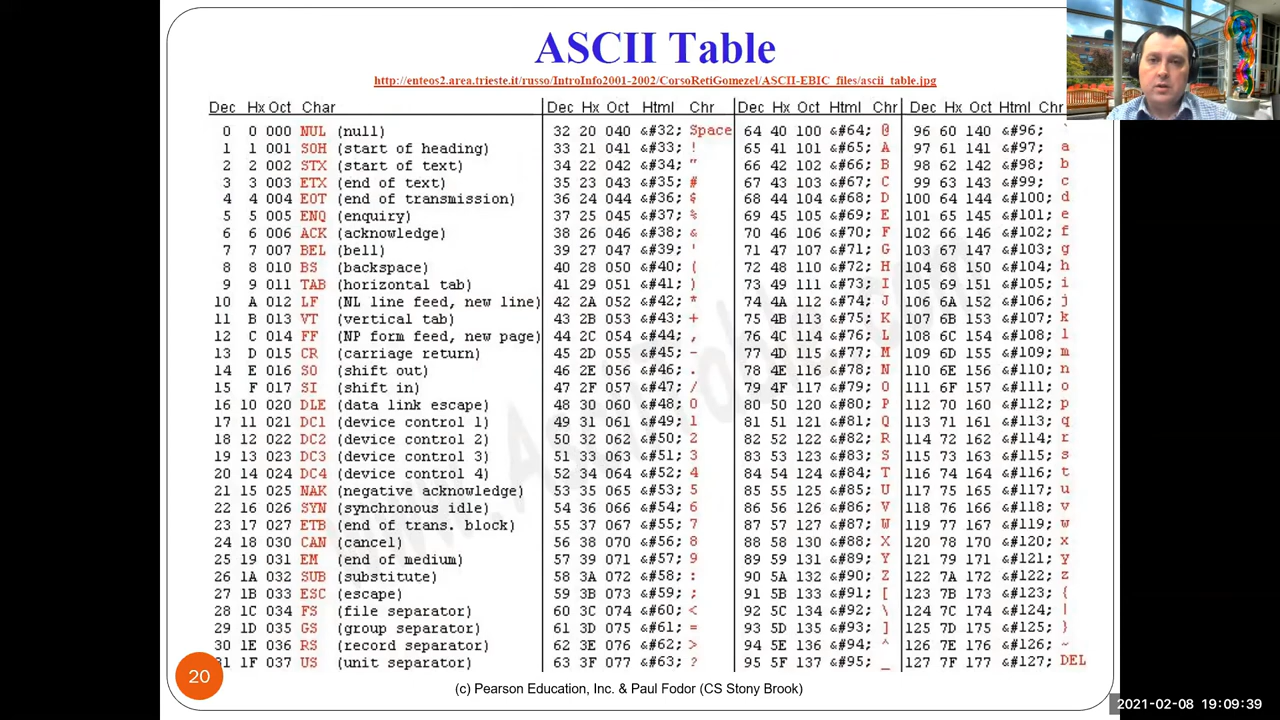 ASCII Table
http://enteos2.area.trieste.it/russo/IntroInfo2001-2002/CorsoRetiGomezel/ASCII-EBIC_files/ascii_table.jpg
Dec Hx Oct Char Dec Hx Oct Html Chr Dec Hx Oct Html Chr Dec Hx Oct Html Chr
0 0 000 NUL (null) 32 20 040 &#32; Space 64 40 100 &#64; @ 96 60 140 &#96; `
1 1 001 SOH (start of heading) 33 21 041 &#33; ! 65 41 101 &#65; A 97 61 141 &#97; a
2 2 002 STX (start of text) 34 22 042 &#34; " 66 42 102 &#66; B 98 62 142 &#98; b
3 3 003 ETX (end of text) 35 23 043 &#35; # 67 43 103 &#67; C 99 63 143 &#99; c
4 4 004 EOT (end of transmission) 36 24 044 &#36; $ 68 44 104 &#68; D 100 64 144 &#100; d
5 5 005 ENQ (enquiry) 37 25 045 &#37; % 69 45 105 &#69; E 101 65 145 &#101; e
6 6 006 ACK (acknowledge) 38 26 046 &#38; & 70 46 106 &#70; F 102 66 146 &#102; f
7 7 007 BEL (bell) 39 27 047 &#39; ' 71 47 107 &#71; G 103 67 147 &#103; g
8 8 010 BS (backspace) 40 28 050 &#40; ( 72 48 110 &#72; H 104 68 150 &#104; h
9 9 011 TAB (horizontal tab) 41 29 051 &#41; ) 73 49 111 &#73; I 105 69 151 &#105; i
10 A 012 LF (NL line feed, new line) 42 2A 052 &#42; * 74 4A 112 &#74; J 106 6A 152 &#106; j
11 B 013 VT (vertical tab) 43 2B 053 &#43; + 75 4B 113 &#75; K 107 6B 153 &#107; k
12 C 014 FF (NP form feed, new page) 44 2C 054 &#44; , 76 4C 114 &#76; L 108 6C 154 &#108; l
13 D 015 CR (carriage return) 45 2D 055 &#45; - 77 4D 115 &#77; M 109 6D 155 &#109; m
14 E 016 SO (shift out) 46 2E 056 &#46; . 78 4E 116 &#78; N 110 6E 156 &#110; n
15 F 017 SI (shift in) 47 2F 057 &#47; / 79 4F 117 &#79; O 111 6F 157 &#111; o
16 10 020 DLE (data link escape) 48 30 060 &#48; 0 80 50 120 &#80; P 112 70 160 &#112; p
17 11 021 DC1 (device control 1) 49 31 061 &#49; 1 81 51 121 &#81; Q 113 71 161 &#113; q
18 12 022 DC2 (device control 2) 50 32 062 &#50; 2 82 52 122 &#82; R 114 72 162 &#114; r
19 13 023 DC3 (device control 3) 51 33 063 &#51; 3 83 53 123 &#83; S 115 73 163 &#115; s
20 14 024 DC4 (device control 4) 52 34 064 &#52; 4 84 54 124 &#84; T 116 74 164 &#116; t
21 15 025 NAK (negative acknowledge) 53 35 065 &#53; 5 85 55 125 &#85; U 117 75 165 &#117; u
22 16 026 SYN (synchronous idle) 54 36 066 &#54; 6 86 56 126 &#86; V 118 76 166 &#118; v
23 17 027 ETB (end of trans. block) 55 37 067 &#55; 7 87 57 127 &#87; W 119 77 167 &#119; w
24 18 030 CAN (cancel) 56 38 070 &#56; 8 88 58 130 &#88; X 120 78 170 &#120; x
25 19 031 EM (end of medium) 57 39 071 &#57; 9 89 59 131 &#89; Y 121 79 171 &#121; y
26 1A 032 SUB (substitute) 58 3A 072 &#58; : 90 5A 132 &#90; Z 122 7A 172 &#122; z
27 1B 033 ESC (escape) 59 3B 073 &#59; ; 91 5B 133 &#91; [ 123 7B 173 &#123; {
28 1C 034 FS (file separator) 60 3C 074 &#60; < 92 5C 134 &#92; \ 124 7C 174 &#124; |
29 1D 035 GS (group separator) 61 3D 075 &#61; = 93 5D 135 &#93; ] 125 7D 175 &#125; }
30 1E 036 RS (record separator) 62 3E 076 &#62; > 94 5E 136 &#94; ^ 126 7E 176 &#126; ~
31 1F 037 US (unit separator) 63 3F 077 &#63; ? 95 5F 137 &#95; _ 127 7F 177 &#127; DEL
20
(c) Pearson Education, Inc. & Paul Fodor (CS Stony Brook)
2021-02-08 19:09:39